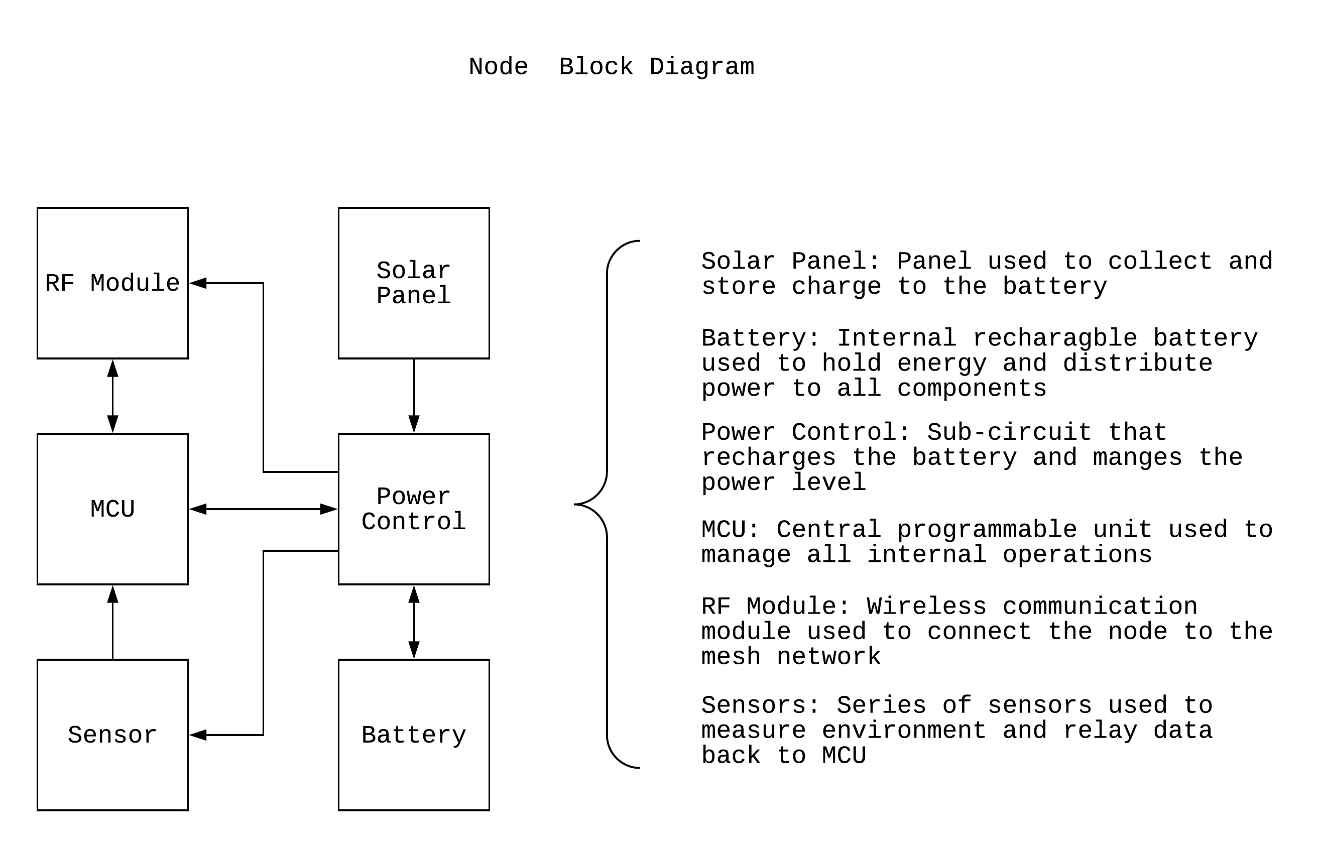 Node  Block Diagram
RF Module
Solar
Panel
MCU
Power
Control
Sensor
Battery
Solar Panel: Panel used to collect and
store charge to the battery
Battery: Internal recharagble battery
used to hold energy and distribute
power to all components
Power Control: Sub-circuit that
recharges the battery and manges the
power level
MCU: Central programmable unit used to
manage all internal operations
RF Module: Wireless communication
module used to connect the node to the
mesh network
Sensors: Series of sensors used to
measure environment and relay data
back to MCU